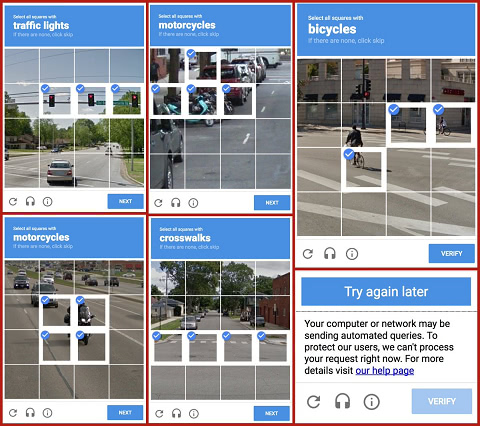 Select all squares with
traffic lights
If there are none, click skip
NEXT
Select all squares with
motorcycles
If there are none, click skip
NEXT
Select all squares with
bicycles
If there are none, click skip
VERIFY
Select all squares with
motorcycles
If there are none, click skip
NEXT
Select all squares with
crosswalks
If there are none, click skip
NEXT
Try again later
Your computer or network may be
sending automated queries. To
protect our users, we can't process
your request right now. For more
details visit our help page
VERIFY